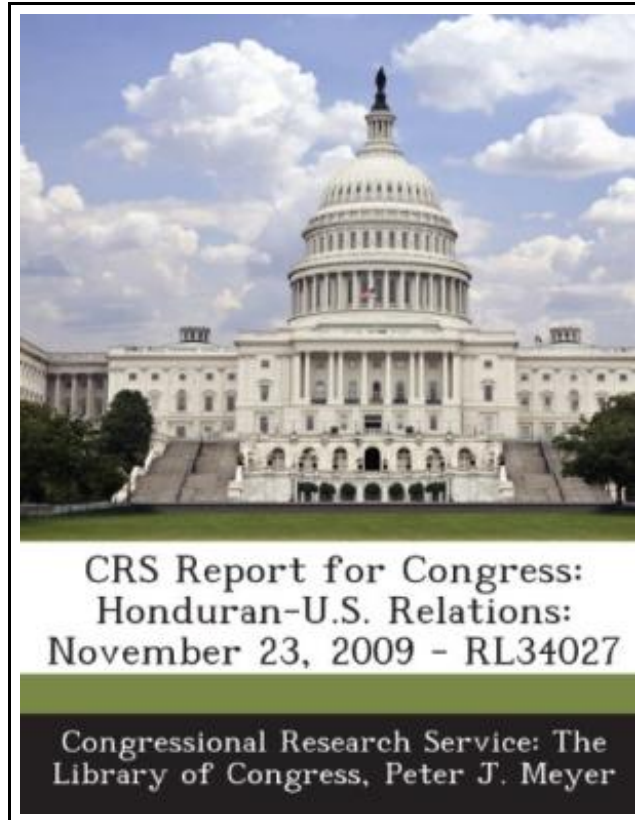 CRS Report for Congress:
Honduran-U.S. Relations:
November 23, 2009 - RL34027
Congressional Research Service: The
Library of Congress, Peter J. Meyer